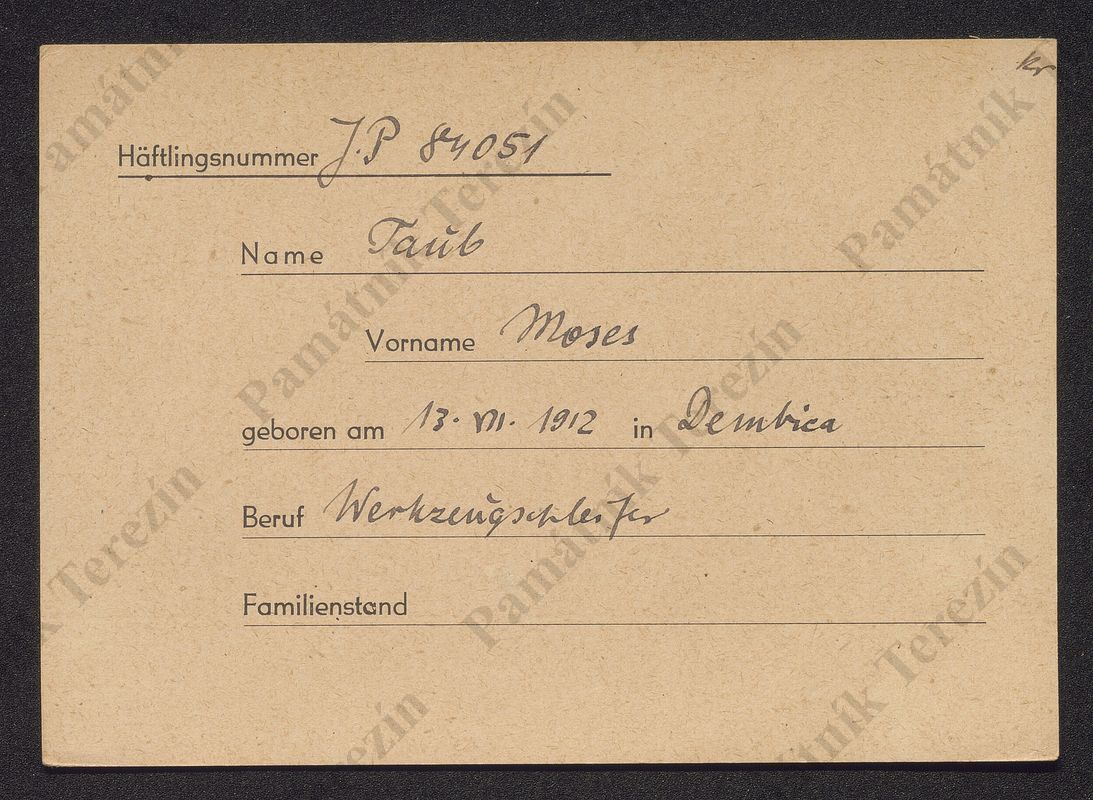 kr
Häftlingsnummer J.P 84051
Name Taub
Vorname Moses
geboren am 13. VII. 1912 in Dembica
Beruf Werkzeugschleifer
Familienstand
Památník Terezín